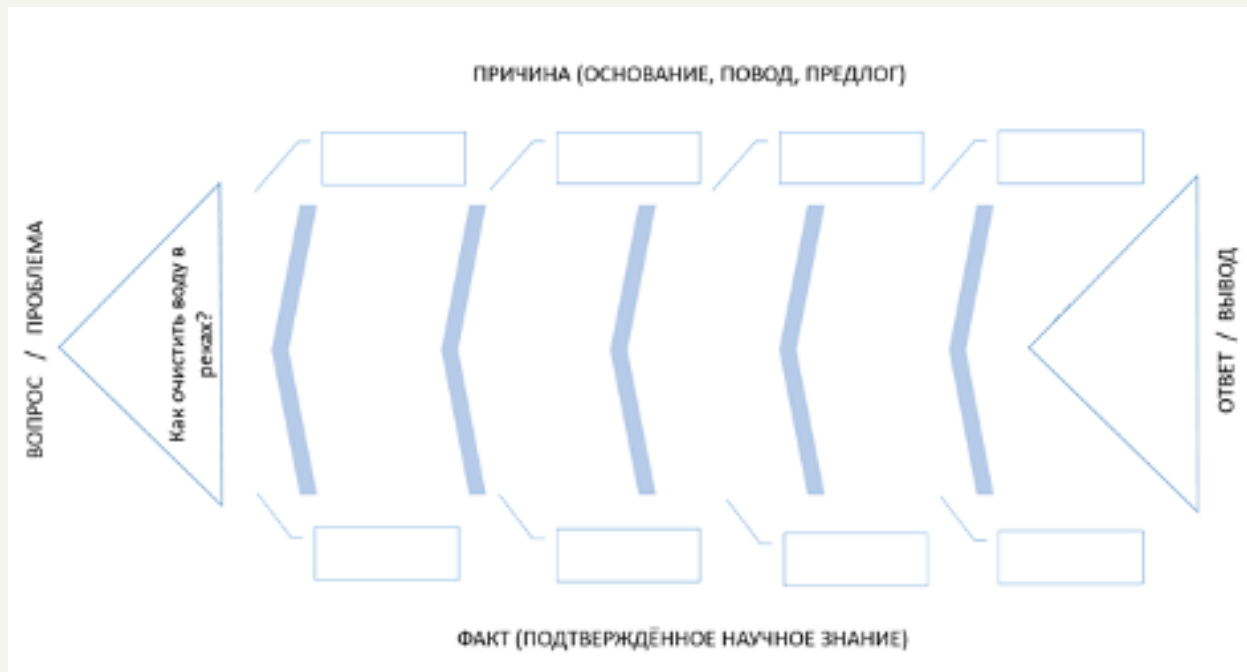 ПРИЧИНА (ОСНОВАНИЕ, ПОВОД, ПРЕДЛОГ)
ВОПРОС / ПРОБЛЕМА
Как очистить воду в
реках?
ОТВЕТ / ВЫВОД
ФАКТ (ПОДТВЕРЖДЁННОЕ НАУЧНОЕ ЗНАНИЕ)